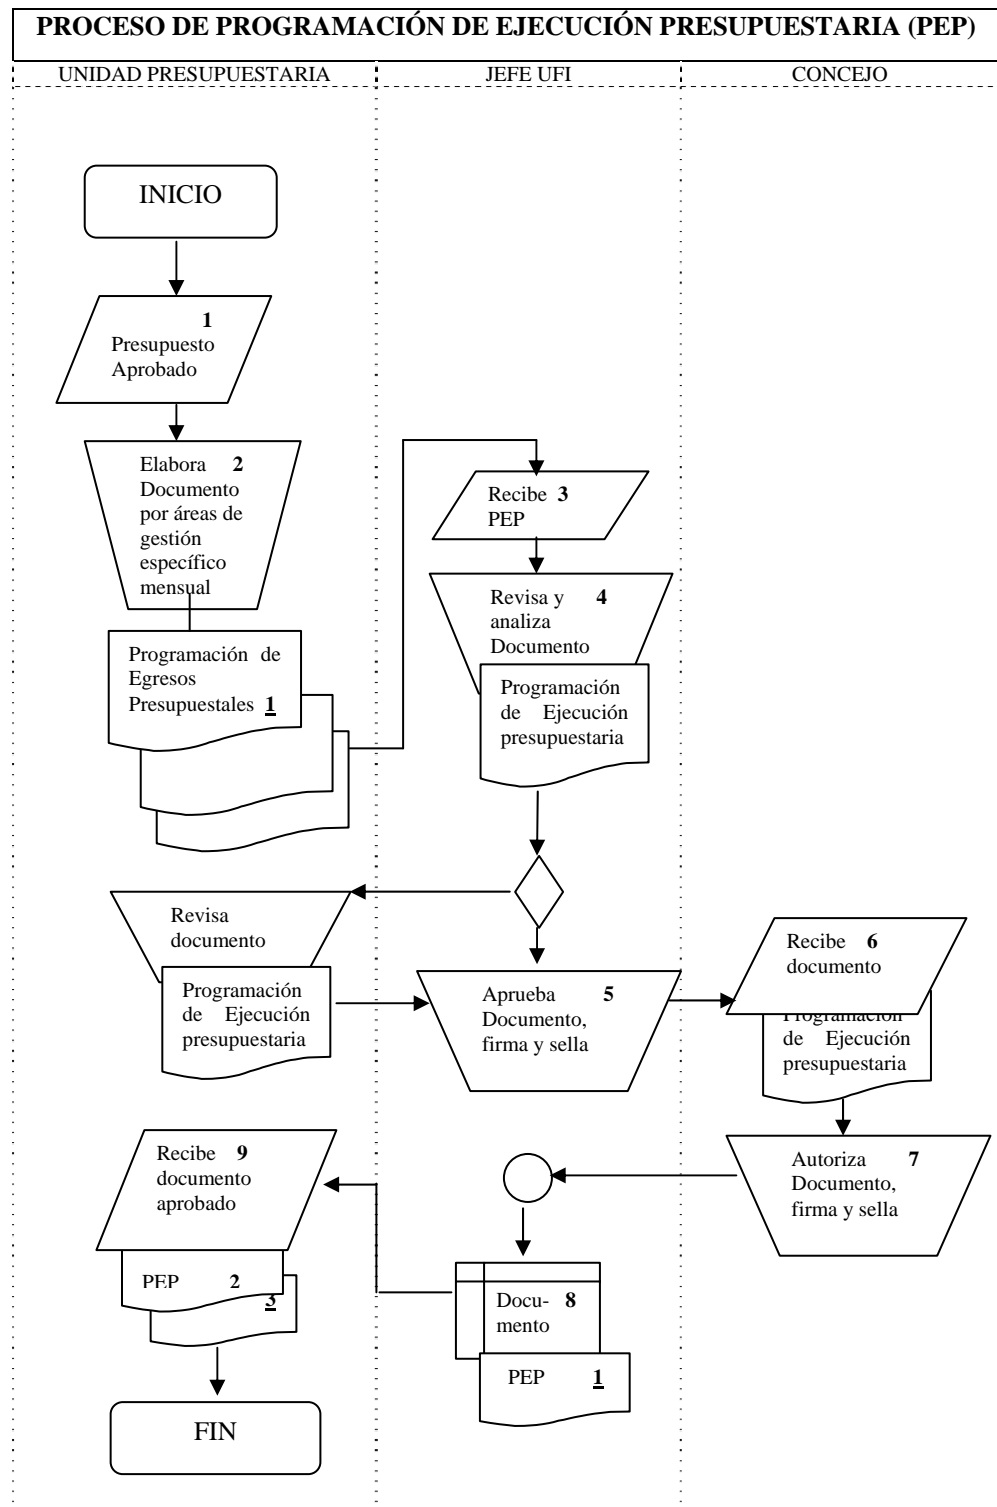 PROCESO DE PROGRAMACIÓN DE EJECUCIÓN PRESUPUESTARIA (PEP)
UNIDAD PRESUPUESTARIA
JEFE UFI
CONCEJO
INICIO
1
Presupuesto
Aprobado
Elabora 2
Documento
por áreas de
gestión
específico
mensual
Programación de
Egresos
Presupuestales 1
Recibe 3
PEP
Revisa y 4
analiza
Documento
Programación
de Ejecución
presupuestaria
Revisa
documento
Programación
de Ejecución
presupuestaria
Aprueba 5
Documento,
firma y sella
Recibe 6
documento
Programación
de Ejecución
presupuestaria
Autoriza 7
Documento,
firma y sella
Docu- 8
mento
PEP 1
Recibe 9
documento
aprobado
PEP 2
3
FIN